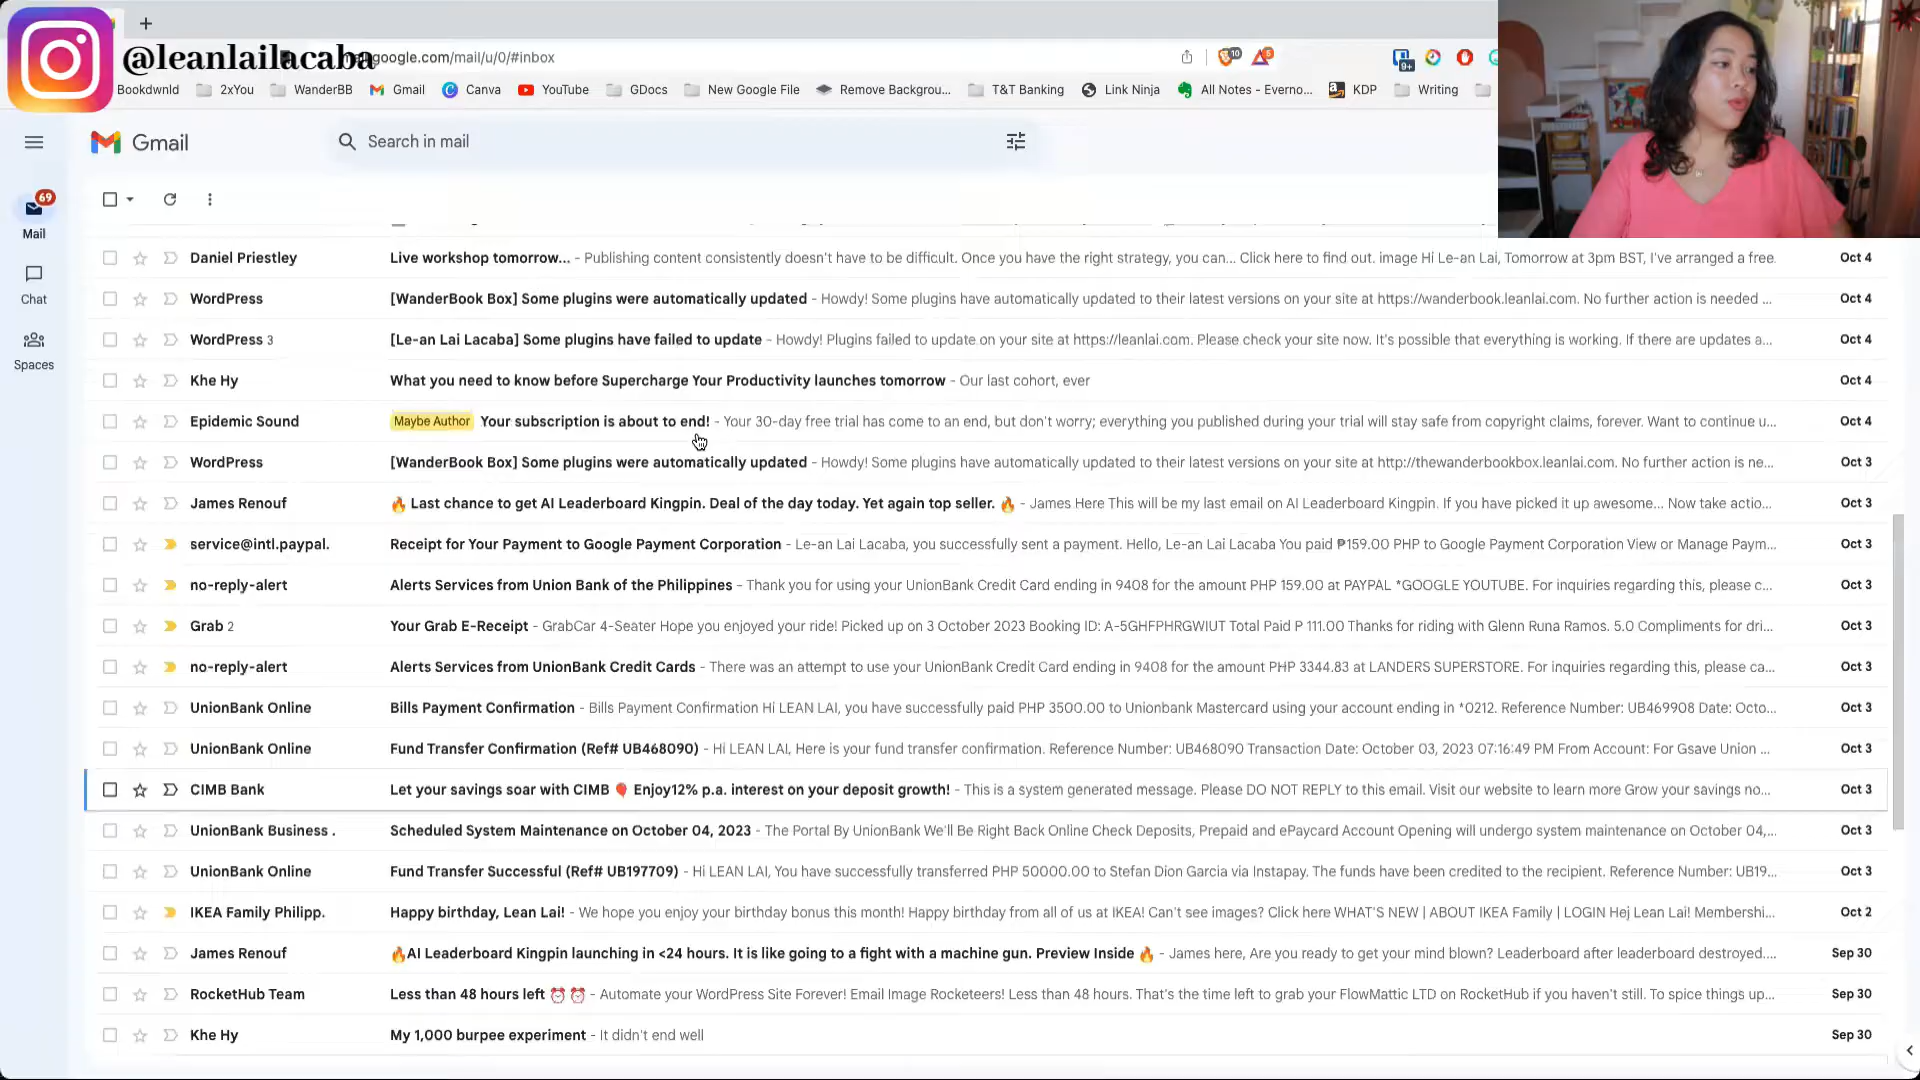 @leanlailacaba
google.com/mail/u/0/#inbox
10
5
9+
Bookdwnld 2xYou WanderBB Gmail Canva YouTube GDocs New Google File Remove Backgrou... T&T Banking Link Ninja All Notes - Everno... KDP Writing
Gmail
Search in mail
69
Mail
Chat
Spaces
Daniel Priestley Live workshop tomorrow... - Publishing content consistently doesn't have to be difficult. Once you have the right strategy, you can... Click here to find out. image Hi Le-an Lai, Tomorrow at 3pm BST, I've arranged a free. Oct 4
WordPress [WanderBook Box] Some plugins were automatically updated - Howdy! Some plugins have automatically updated to their latest versions on your site at https://wanderbook.leanlai.com. No further action is needed ... Oct 4
WordPress 3 [Le-an Lai Lacaba] Some plugins have failed to update - Howdy! Plugins failed to update on your site at https://leanlai.com. Please check your site now. It's possible that everything is working. If there are updates a... Oct 4
Khe Hy What you need to know before Supercharge Your Productivity launches tomorrow - Our last cohort, ever Oct 4
Epidemic Sound Maybe Author Your subscription is about to end! - Your 30-day free trial has come to an end, but don't worry; everything you published during your trial will stay safe from copyright claims, forever. Want to continue u... Oct 4
WordPress [WanderBook Box] Some plugins were automatically updated - Howdy! Some plugins have automatically updated to their latest versions on your site at http://thewanderbookbox.leanlai.com. No further action is ne... Oct 3
James Renouf 🔥 Last chance to get AI Leaderboard Kingpin. Deal of the day today. Yet again top seller. 🔥 - James Here This will be my last email on AI Leaderboard Kingpin. If you have picked it up awesome... Now take actio... Oct 3
service@intl.paypal. Receipt for Your Payment to Google Payment Corporation - Le-an Lai Lacaba, you successfully sent a payment. Hello, Le-an Lai Lacaba You paid ₱159.00 PHP to Google Payment Corporation View or Manage Paym... Oct 3
no-reply-alert Alerts Services from Union Bank of the Philippines - Thank you for using your UnionBank Credit Card ending in 9408 for the amount PHP 159.00 at PAYPAL *GOOGLE YOUTUBE. For inquiries regarding this, please c... Oct 3
Grab 2 Your Grab E-Receipt - GrabCar 4-Seater Hope you enjoyed your ride! Picked up on 3 October 2023 Booking ID: A-5GHFPHRGWIUT Total Paid P 111.00 Thanks for riding with Glenn Runa Ramos. 5.0 Compliments for dri... Oct 3
no-reply-alert Alerts Services from UnionBank Credit Cards - There was an attempt to use your UnionBank Credit Card ending in 9408 for the amount PHP 3344.83 at LANDERS SUPERSTORE. For inquiries regarding this, please ca... Oct 3
UnionBank Online Bills Payment Confirmation - Bills Payment Confirmation Hi LEAN LAI, you have successfully paid PHP 3500.00 to Unionbank Mastercard using your account ending in *0212. Reference Number: UB469908 Date: Octo... Oct 3
UnionBank Online Fund Transfer Confirmation (Ref# UB468090) - Hi LEAN LAI, Here is your fund transfer confirmation. Reference Number: UB468090 Transaction Date: October 03, 2023 07:16:49 PM From Account: For Gsave Union ... Oct 3
CIMB Bank Let your savings soar with CIMB 🎈 Enjoy12% p.a. interest on your deposit growth! - This is a system generated message. Please DO NOT REPLY to this email. Visit our website to learn more Grow your savings no... Oct 3
UnionBank Business . Scheduled System Maintenance on October 04, 2023 - The Portal By UnionBank We'll Be Right Back Online Check Deposits, Prepaid and ePaycard Account Opening will undergo system maintenance on October 04,... Oct 3
UnionBank Online Fund Transfer Successful (Ref# UB197709) - Hi LEAN LAI, You have successfully transferred PHP 50000.00 to Stefan Dion Garcia via Instapay. The funds have been credited to the recipient. Reference Number: UB19... Oct 3
IKEA Family Philipp. Happy birthday, Lean Lai! - We hope you enjoy your birthday bonus this month! Happy birthday from all of us at IKEA! Can't see images? Click here WHAT'S NEW | ABOUT IKEA Family | LOGIN Hej Lean Lai! Membershi... Oct 2
James Renouf 🔥AI Leaderboard Kingpin launching in <24 hours. It is like going to a fight with a machine gun. Preview Inside 🔥 - James here, Are you ready to get your mind blown? Leaderboard after leaderboard destroyed.... Sep 30
RocketHub Team Less than 48 hours left ⏰ ⏰ - Automate your WordPress Site Forever! Email Image Rocketeers! Less than 48 hours. That's the time left to grab your FlowMattic LTD on RocketHub if you haven't still. To spice things up... Sep 30
Khe Hy My 1,000 burpee experiment - It didn't end well Sep 30